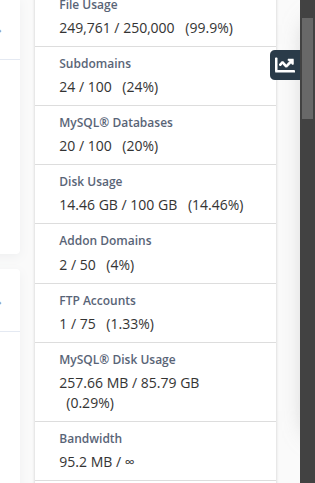 File Usage
249,761 / 250,000 (99.9%)
Subdomains
24 / 100 (24%)
MySQL® Databases
20 / 100 (20%)
Disk Usage
14.46 GB / 100 GB (14.46%)
Addon Domains
2 / 50 (4%)
FTP Accounts
1 / 75 (1.33%)
MySQL® Disk Usage
257.66 MB / 85.79 GB
(0.29%)
Bandwidth
95.2 MB / ∞